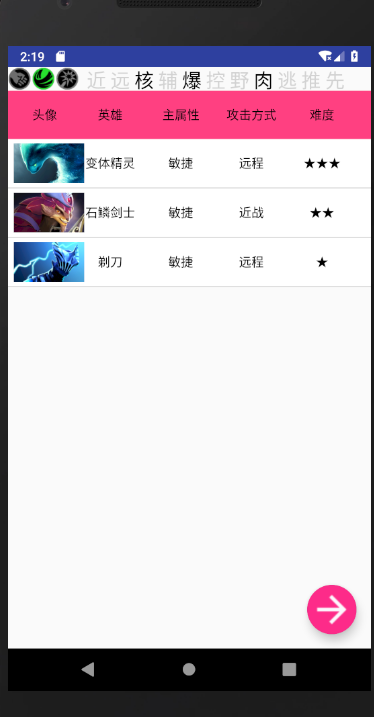 2:19
近 远 核 辅 爆 控 野 肉 逃 推 先
头像 英雄 主属性 攻击方式 难度
变体精灵 敏捷 远程 ★★★
石鳞剑士 敏捷 近战 ★★
剃刀 敏捷 远程 ★